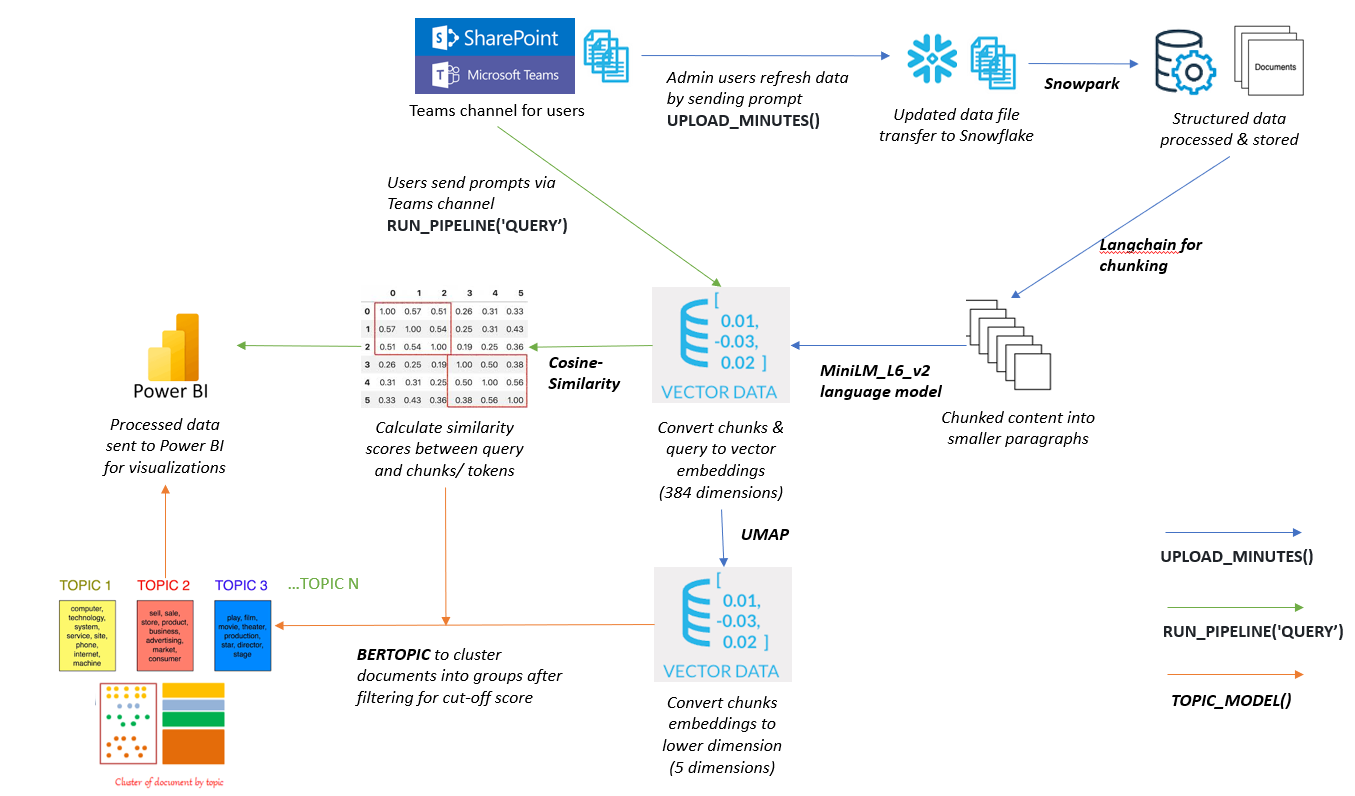 SharePoint
Microsoft Teams
Teams channel for users
Admin users refresh data
by sending prompt
UPLOAD_MINUTES()
Updated data file
transfer to Snowflake
Snowpark
Documents
Structured data
processed & stored
Users send prompts via
Teams channel
RUN_PIPELINE('QUERY’)
Langchain for
chunking
0 1 2 3 4 5
0 1.00 0.57 0.51 0.26 0.31 0.33
1 0.57 1.00 0.54 0.25 0.31 0.43
2 0.51 0.54 1.00 0.19 0.25 0.36
3 0.26 0.25 0.19 1.00 0.50 0.38
4 0.31 0.31 0.25 0.50 1.00 0.56
5 0.33 0.43 0.36 0.38 0.56 1.00
Power BI
Processed data
sent to Power BI
for visualizations
Calculate similarity
scores between query
and chunks/ tokens
Cosine-
Similarity
[
0.01,
-0.03,
0.02 ]
VECTOR DATA
Convert chunks &
query to vector
embeddings
(384 dimensions)
MiniLM_L6_v2
language model
Chunked content into
smaller paragraphs
UMAP
UPLOAD_MINUTES()
RUN_PIPELINE('QUERY’)
TOPIC_MODEL()
TOPIC 1
TOPIC 2
TOPIC 3
...TOPIC N
computer,
technology,
system,
service, site,
phone,
internet,
machine
sell, sale,
store, product,
business,
advertising,
market,
consumer
play, film,
movie, theater,
production,
star, director,
stage
BERTOPIC to cluster
documents into groups after
filtering for cut-off score
[
0.01,
-0.03,
0.02 ]
VECTOR DATA
Convert chunks
embeddings to
lower dimension
(5 dimensions)
Cluster of document by topic